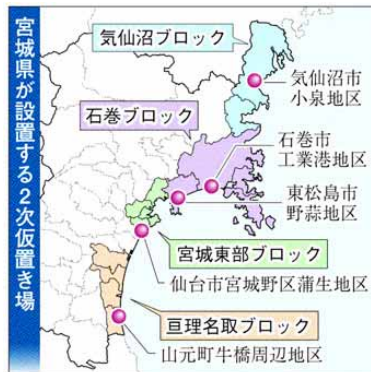 宮城県が設置する2次仮置き場
気仙沼ブロック
気仙沼市
小泉地区
石巻ブロック
石巻市
工業港地区
東松島市
野蒜地区
宮城東部ブロック
仙台市宮城野区蒲生地区
亘理名取ブロック
山元町牛橋周辺地区